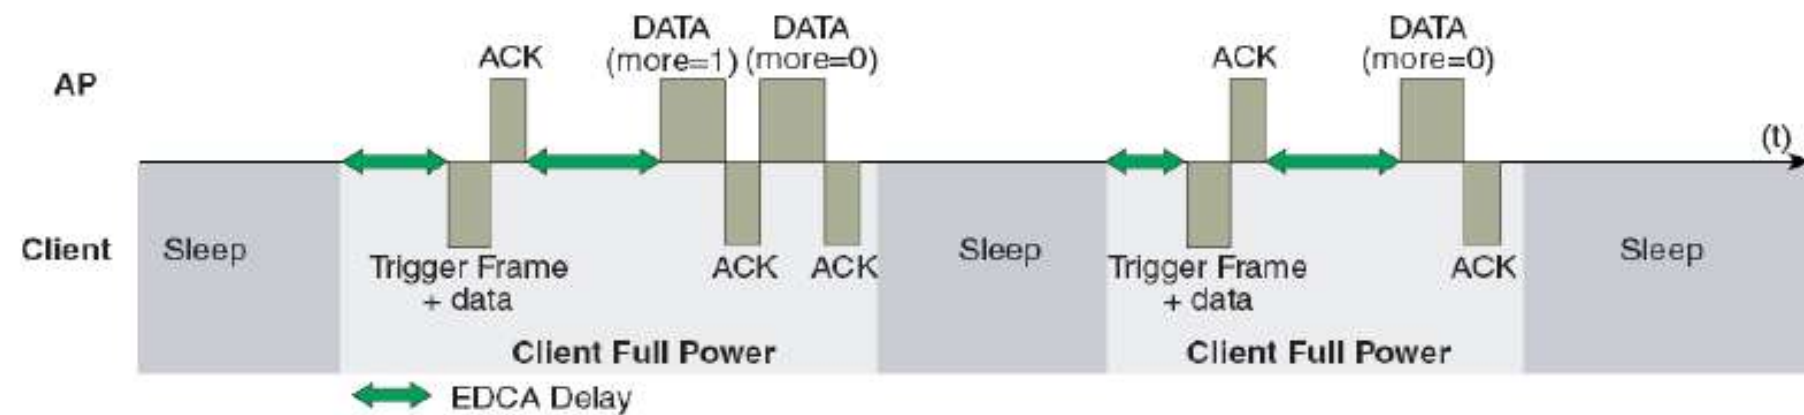 DATA DATA
ACK (more=1) (more=0) ACK DATA (more=0)
AP
(t)
Client Sleep Sleep Sleep
Trigger Frame + data
ACK ACK
Trigger Frame + data
ACK
Client Full Power Client Full Power
EDCA Delay